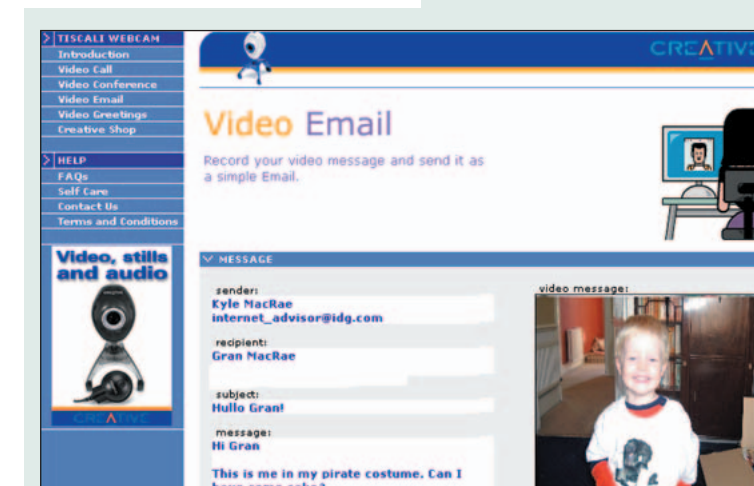 TISCALI WEBCAM
Introduction
Video Call
Video Conference
Video Email
Video Greetings
Creative Shop
HELP
FAQs
Self Care
Contact Us
Terms and Conditions
Video, stills
and audio
CREATIVE
CREATIVE
Video Email
Record your video message and send it as
a simple Email.
MESSAGE
sender:
Kyle MacRae
internet_advisor@idg.com
recipient:
Gran MacRae
subject:
Hullo Gran!
message:
Hi Gran
This is me in my pirate costume. Can I
video message: